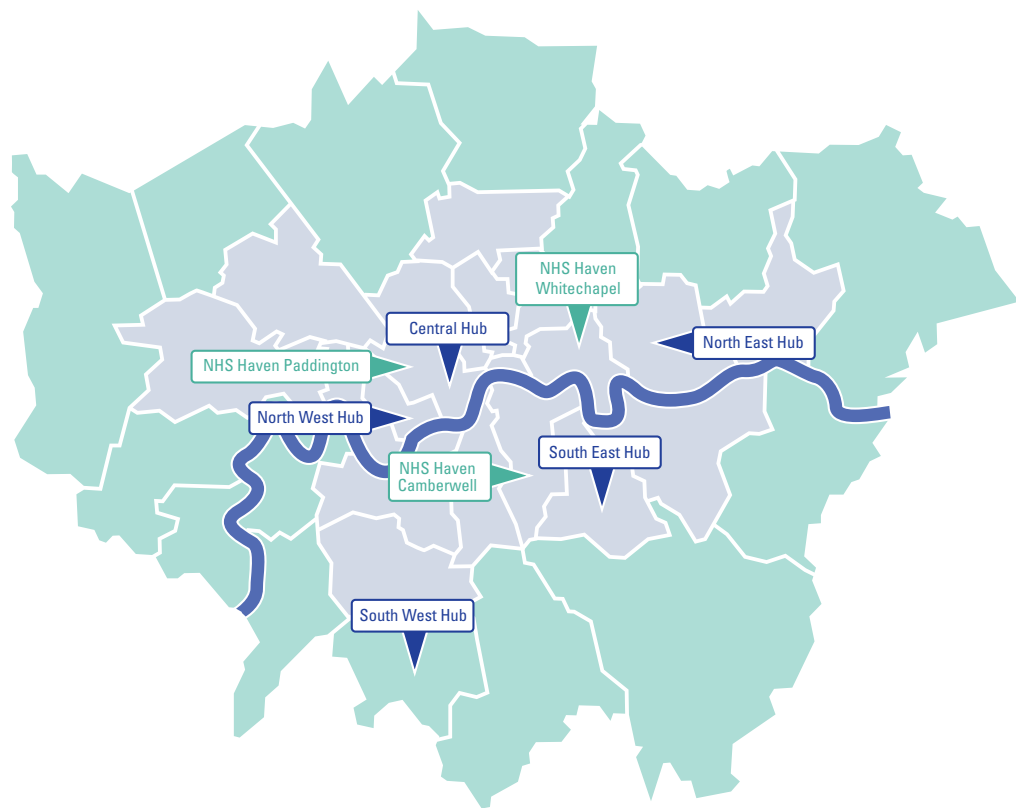 NHS Haven
Whitechapel
Central Hub
North East Hub
NHS Haven Paddington
North West Hub
South East Hub
NHS Haven
Camberwell
South West Hub